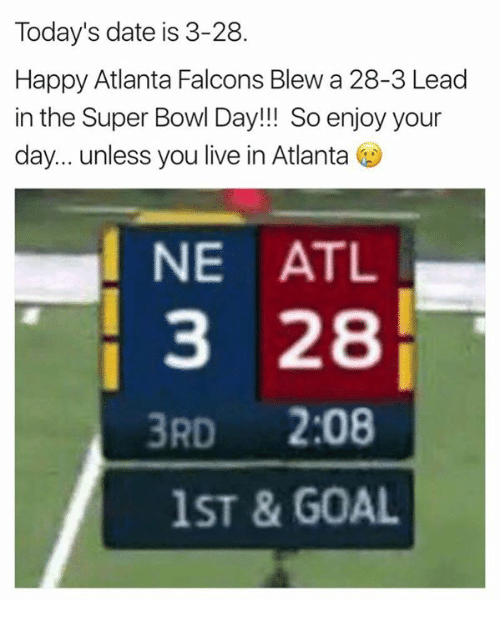 Today's date is 3-28.
Happy Atlanta Falcons Blew a 28-3 Lead
in the Super Bowl Day!!! So enjoy your
day... unless you live in Atlanta 😢
NE ATL
3 28
3RD 2:08
1ST & GOAL